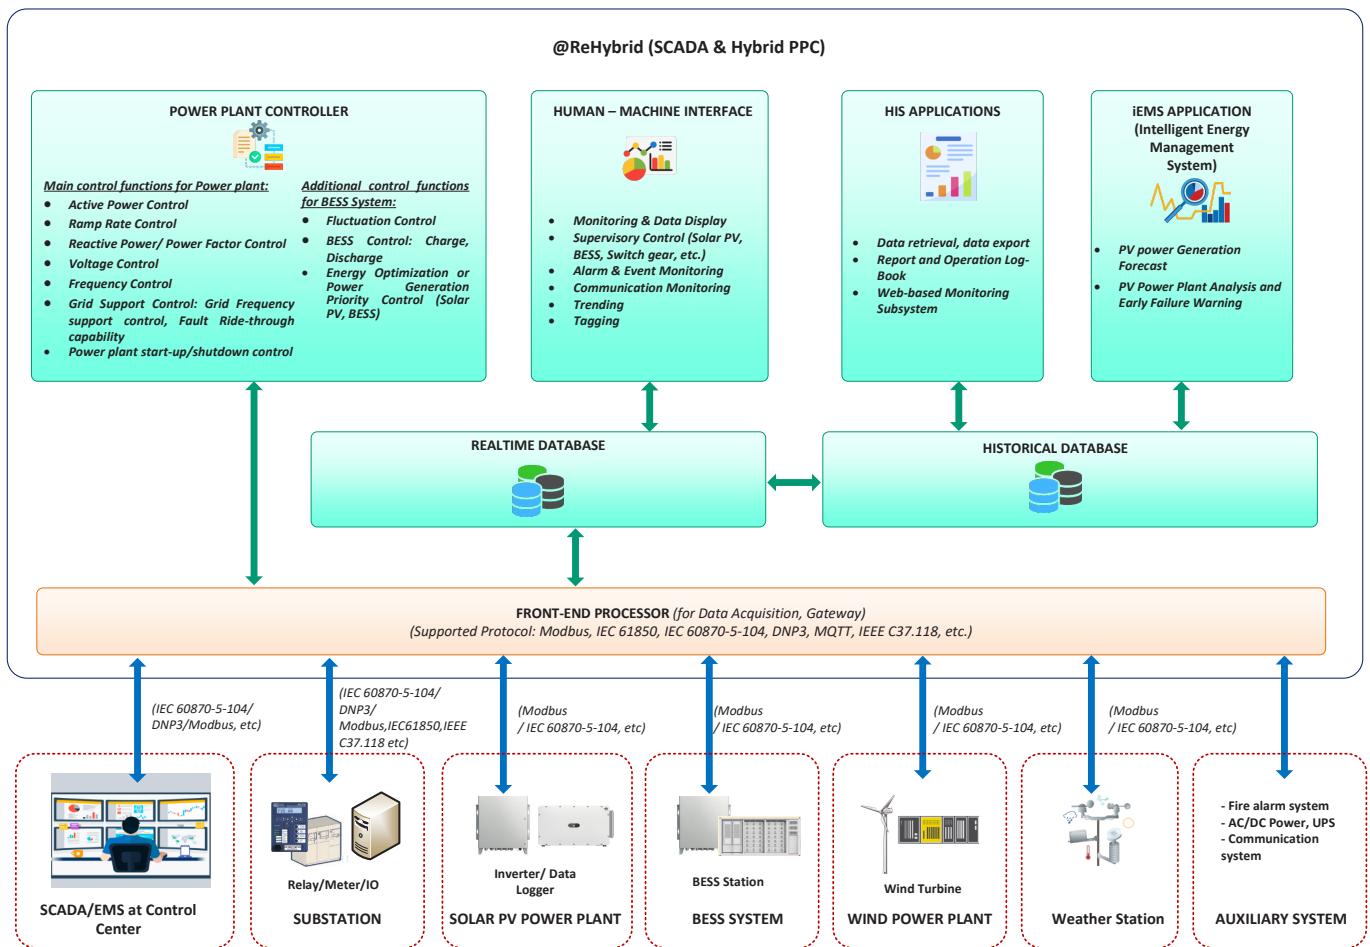 @ReHybrid (SCADA & Hybrid PPC)
POWER PLANT CONTROLLER
Main control functions for Power plant:
● Active Power Control
● Ramp Rate Control
● Reactive Power/ Power Factor Control
● Voltage Control
● Frequency Control
● Grid Support Control: Grid Frequency
support control, Fault Ride-through
capability
• Power plant start-up/shutdown control
Additional control functions
for BESS System:
● Fluctuation Control
● BESS Control: Charge,
Discharge
● Energy Optimization or
Power Generation
Priority Control (Solar
PV, BESS)
HUMAN – MACHINE INTERFACE
• Monitoring & Data Display
• Supervisory Control (Solar PV,
BESS, Switch gear, etc.)
• Alarm & Event Monitoring
• Communication Monitoring
• Trending
• Tagging
HIS APPLICATIONS
• Data retrieval, data export
• Report and Operation Log-
Book
• Web-based Monitoring
Subsystem
iEMS APPLICATION
(Intelligent Energy
Management
System)
• PV power Generation
Forecast
• PV Power Plant Analysis and
Early Failure Warning
REALTIME DATABASE
HISTORICAL DATABASE
FRONT-END PROCESSOR (for Data Acquisition, Gateway)
(Supported Protocol: Modbus, IEC 61850, IEC 60870-5-104, DNP3, MQTT, IEEE C37.118, etc.)
(IEC 60870-5-104/
DNP3/Modbus, etc)
(IEC 60870-5-104/
DNP3/
Modbus,IEC61850,IEEE
C37.118 etc)
(Modbus
/ IEC 60870-5-104, etc)
(Modbus
/ IEC 60870-5-104, etc)
(Modbus
/ IEC 60870-5-104, etc)
(Modbus
/ IEC 60870-5-104, etc)
SCADA/EMS at Control
Center
Relay/Meter/IO
SUBSTATION
Inverter/ Data
Logger
SOLAR PV POWER PLANT
BESS Station
BESS SYSTEM
Wind Turbine
WIND POWER PLANT
Weather Station
- Fire alarm system
- AC/DC Power, UPS
- Communication
system
AUXILIARY SYSTEM